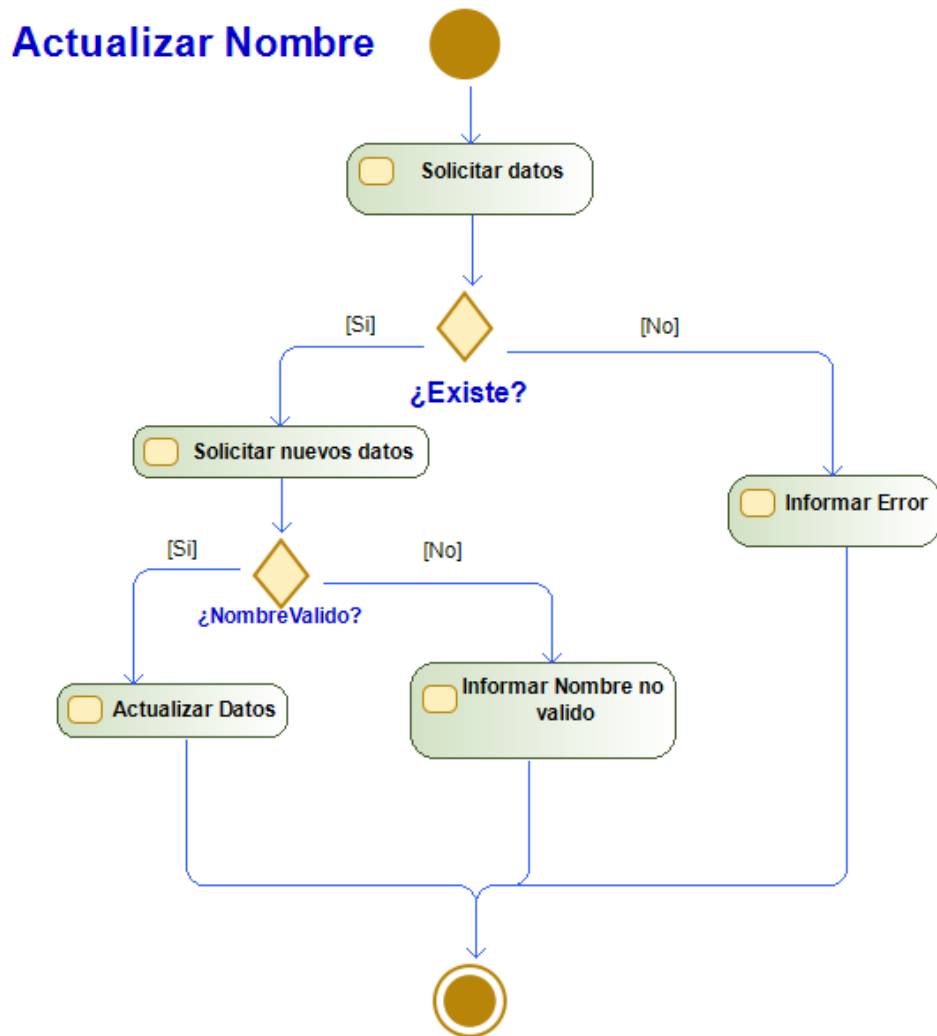 Actualizar Nombre
Solicitar datos
[Si]
[No]
¿Existe?
Solicitar nuevos datos
Informar Error
[Si]
[No]
¿NombreValido?
Actualizar Datos
Informar Nombre no
valido